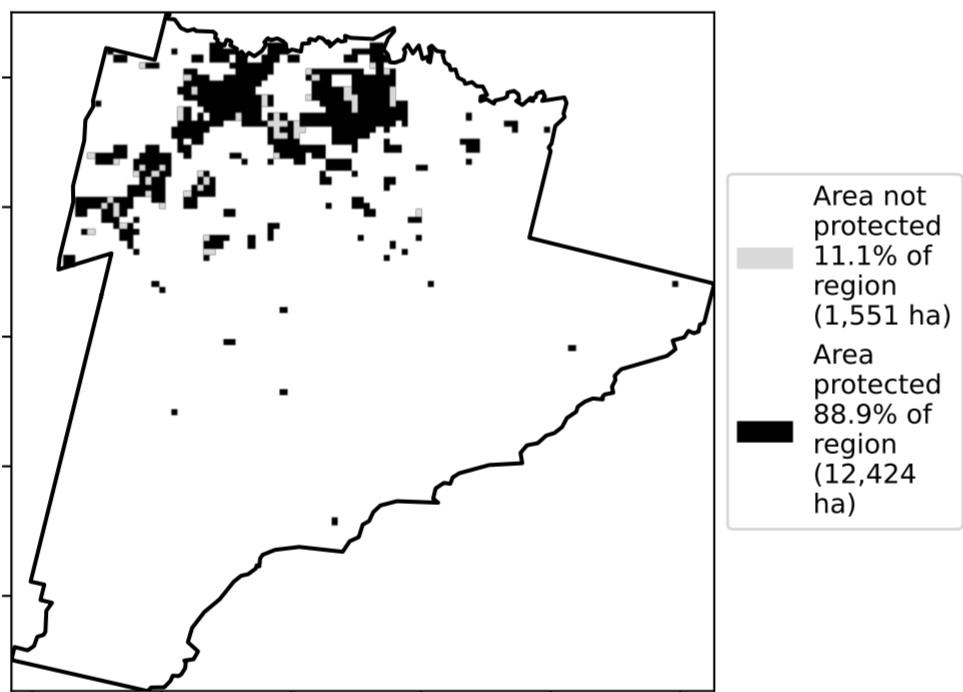 Area not
protected
11.1% of
region
(1,551 ha)
Area
protected
88.9% of
region
(12,424
ha)